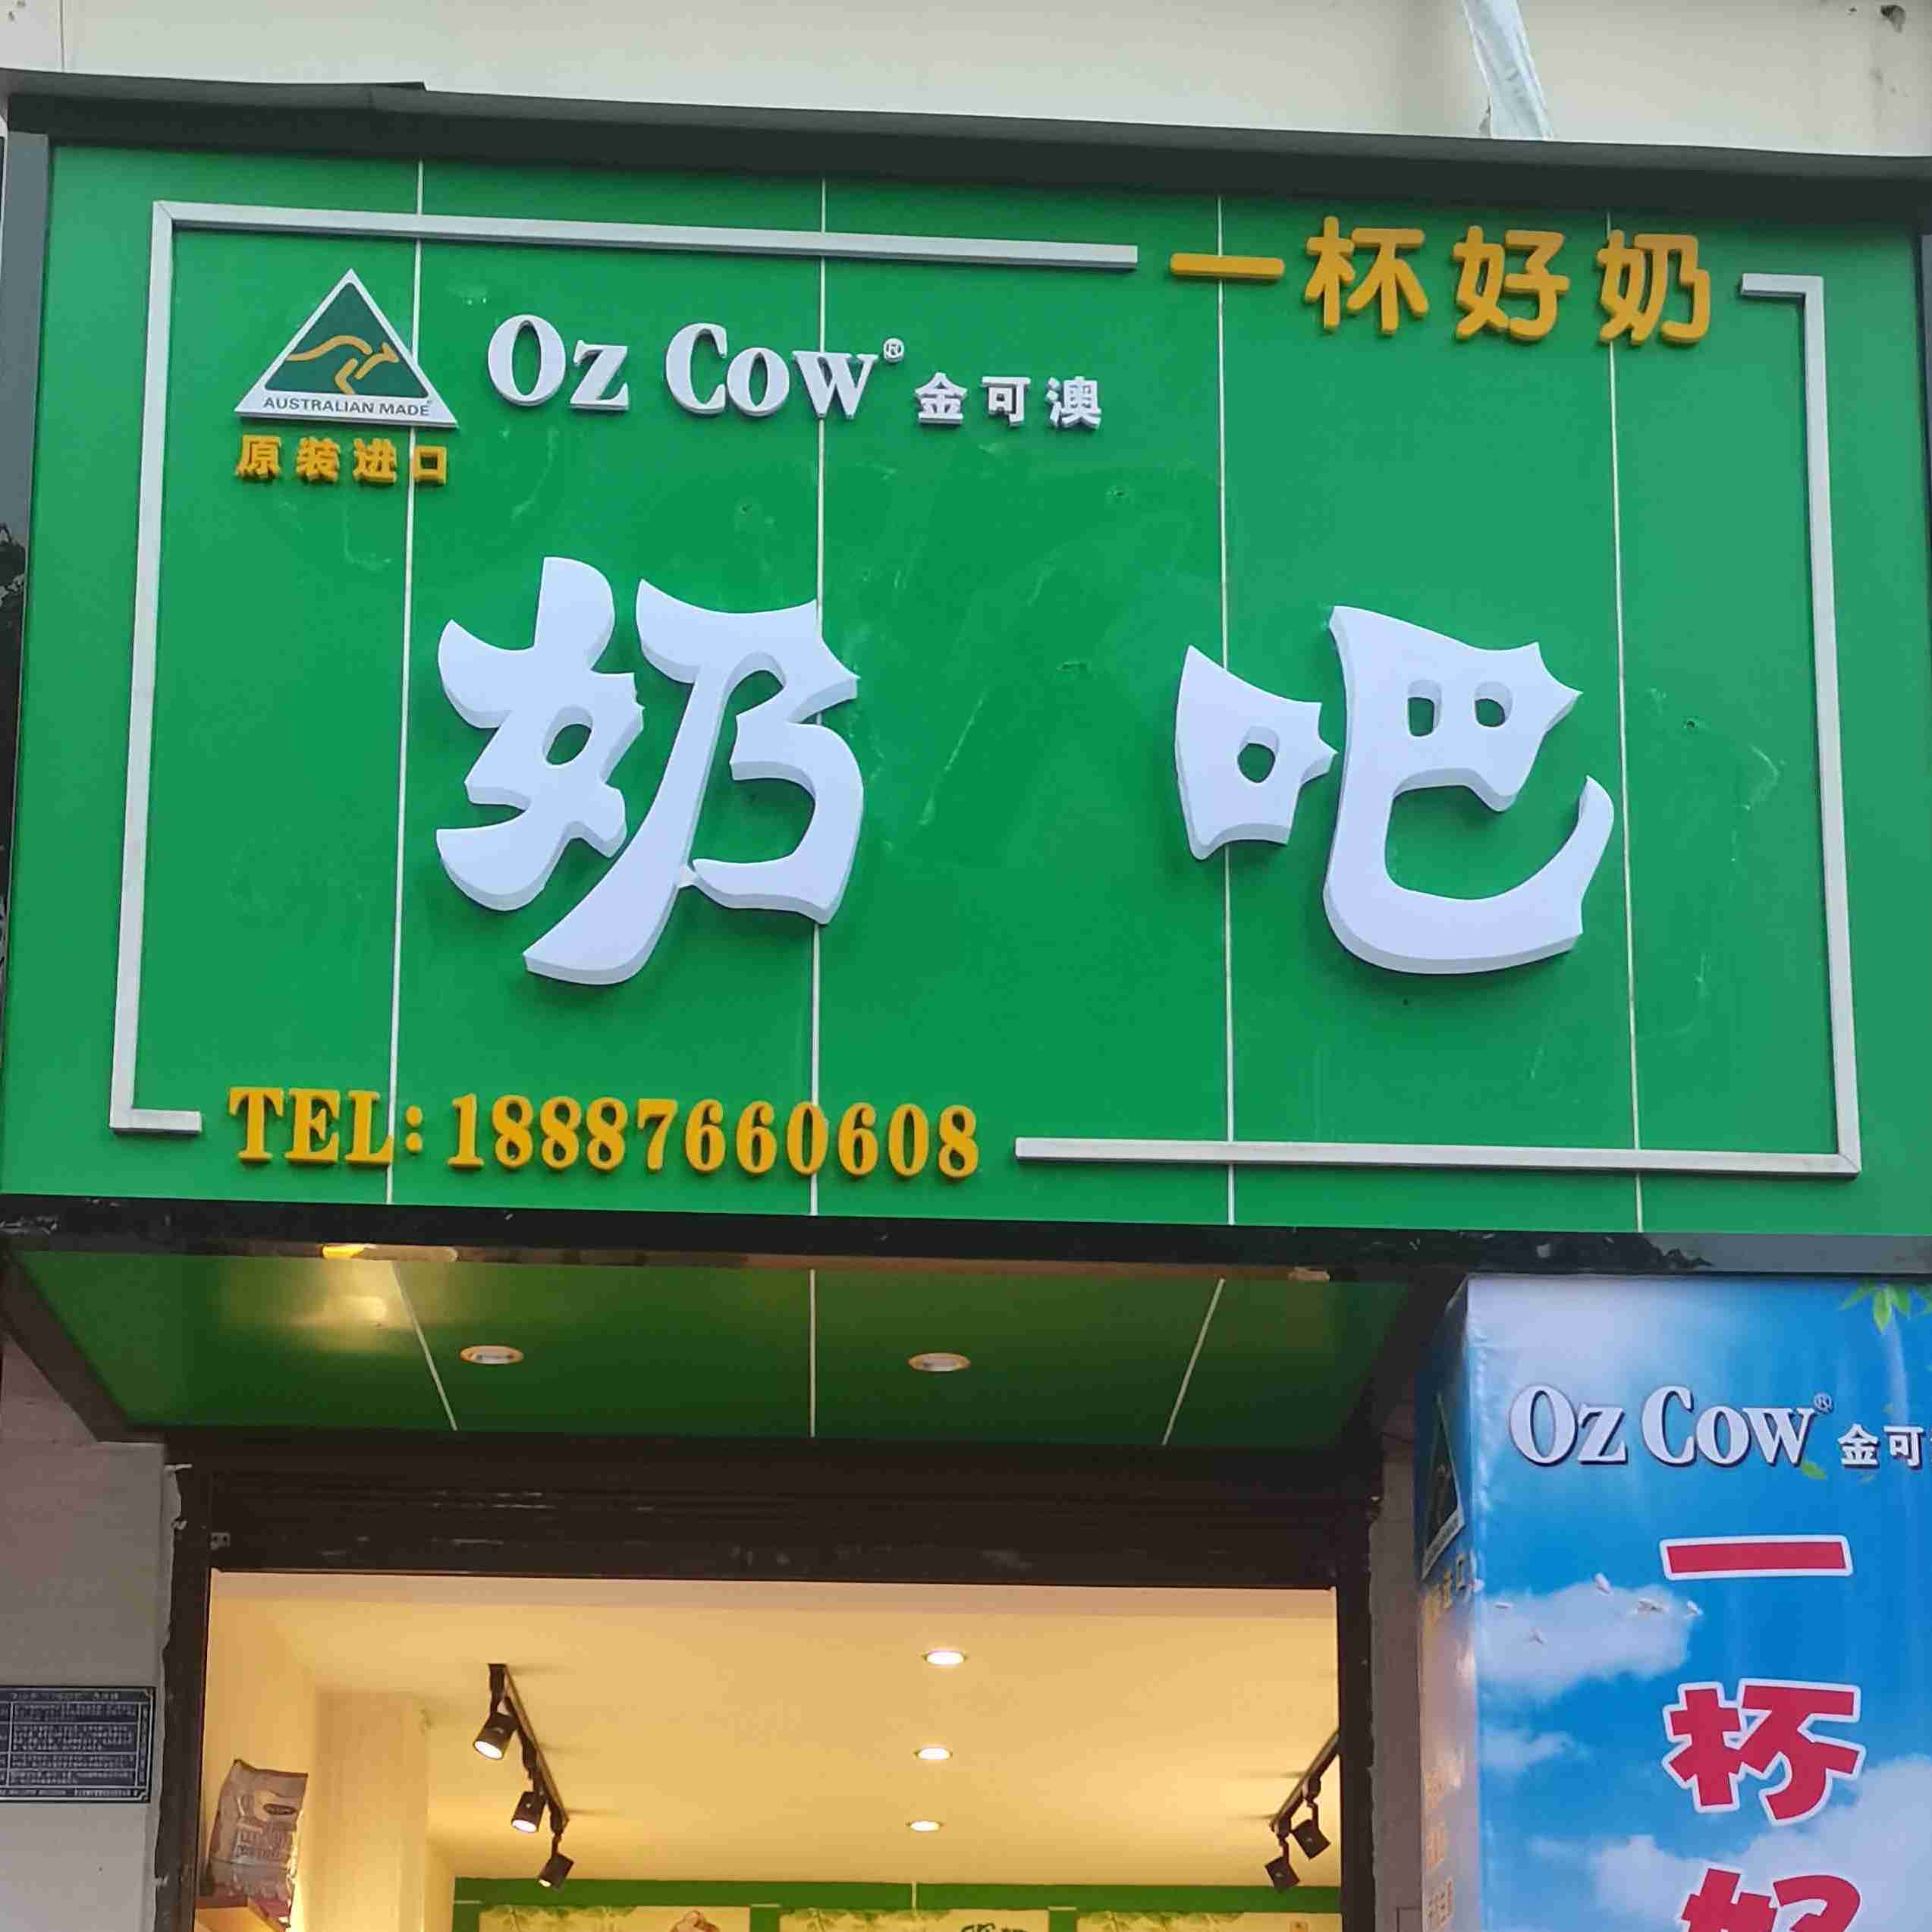 一杯好奶
Oz Cow® 金可澳
AUSTRALIAN MADE
原装进口
奶吧
TEL: 18887660608
Oz Cow® 金可
一
杯